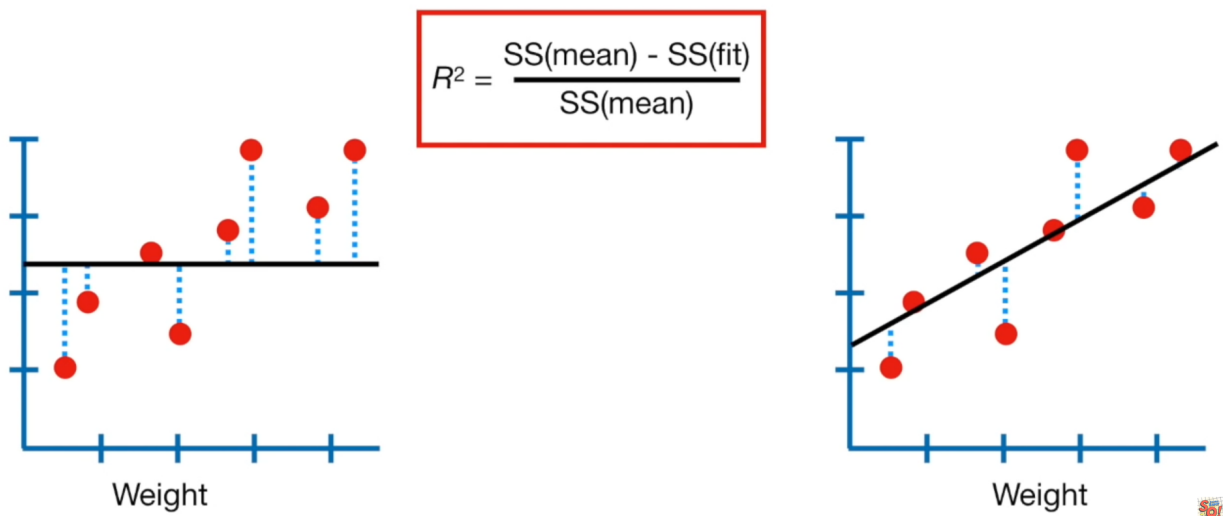 SS(mean) - SS(fit)
R² =
SS(mean)
Weight
Weight